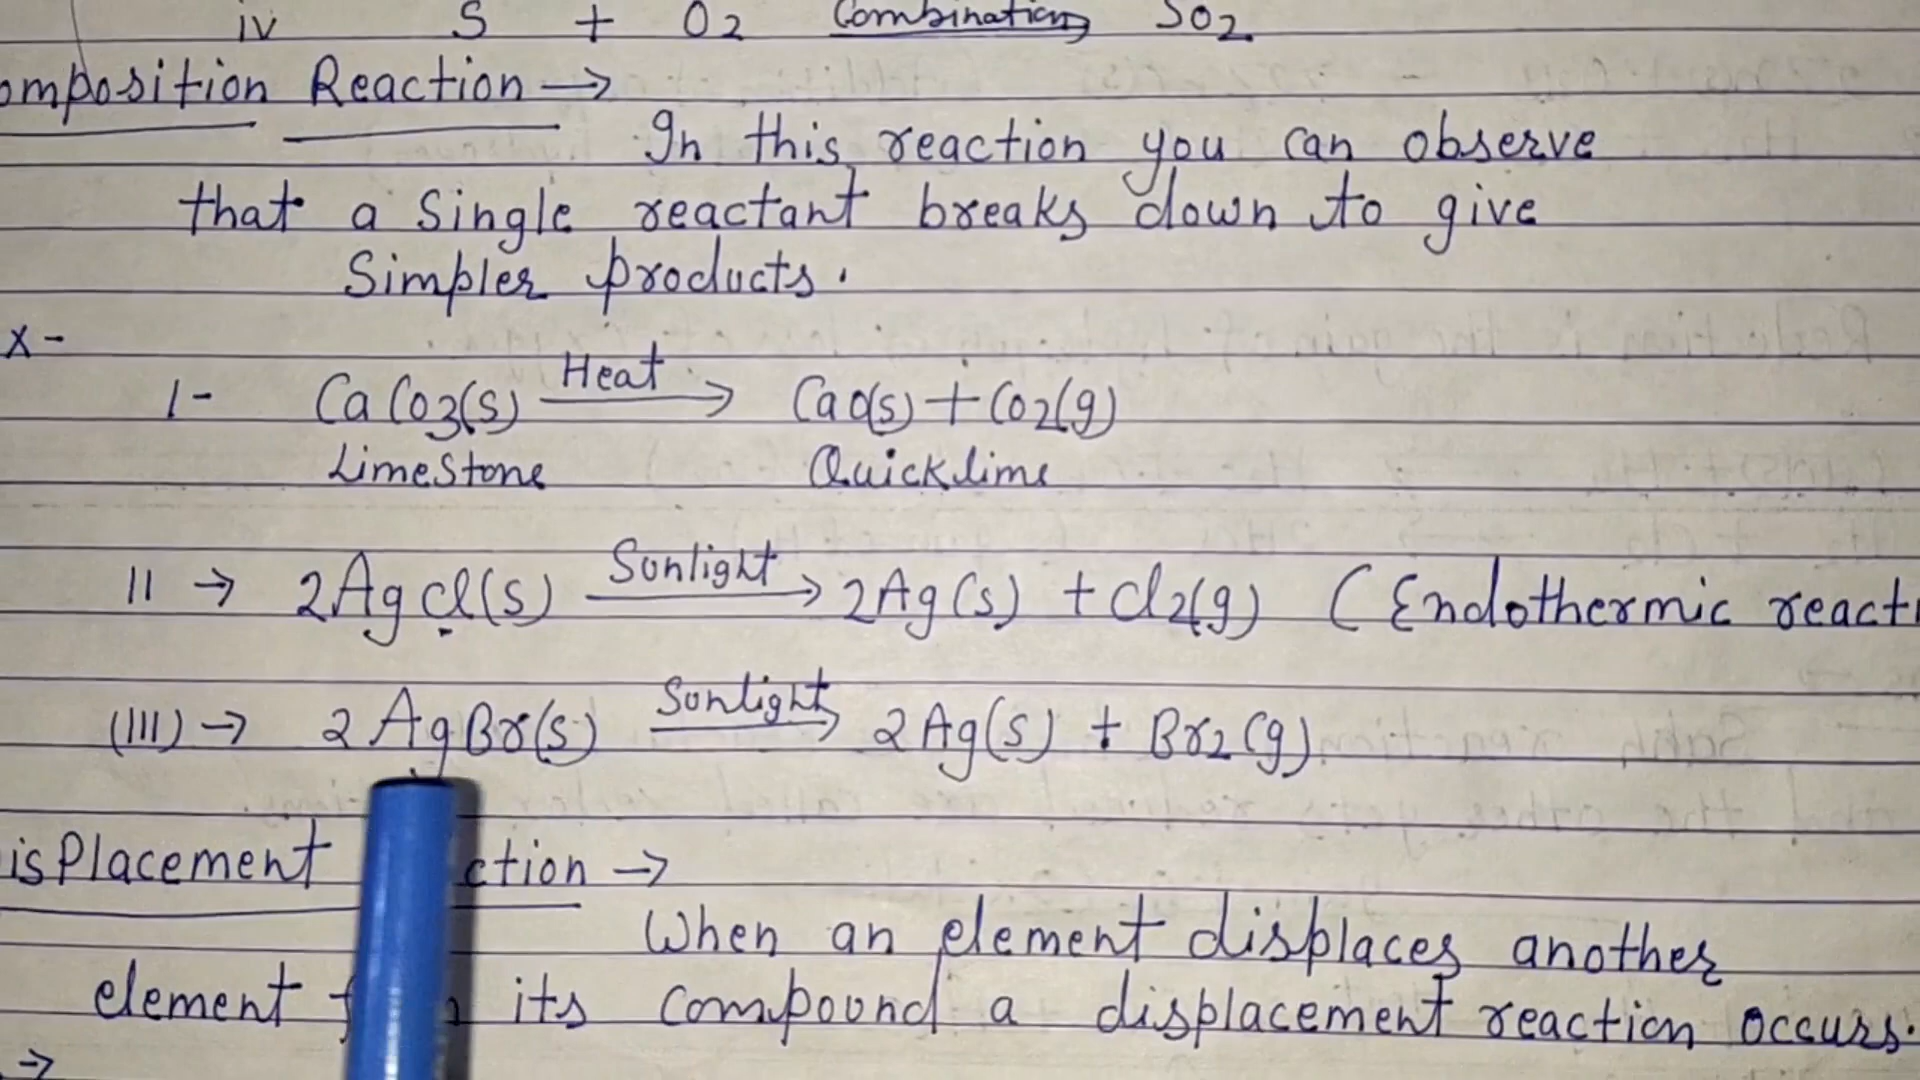 iv S + O2 Combination SO2
omposition Reaction →
In this reaction you can observe
that a Single reactant breaks down to give
Simpler products.
x -
1- CaCO3(s) Heat → CaO(s) + CO2(g)
LimeStone Quicklime
II → 2AgCl(s) Sunlight → 2Ag(s) + Cl2(g) (Endothermic reacti
(III) → 2AgBr(s) Sunlight → 2Ag(s) + Br2(g)
isPlacement ction →
When an element displaces another
element its compound a displacement reaction occurs.
→